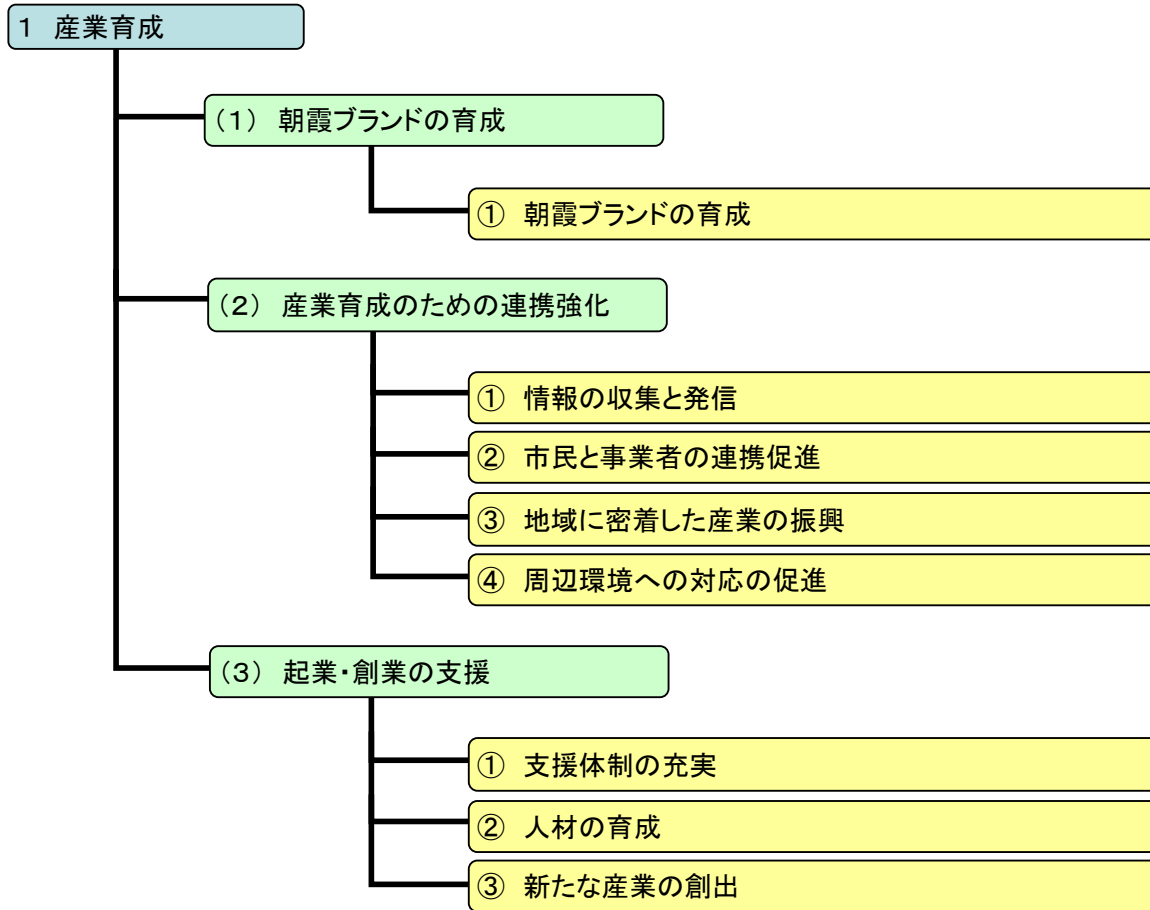 １ 産業育成
（１） 朝霞ブランドの育成
① 朝霞ブランドの育成
（２） 産業育成のための連携強化
① 情報の収集と発信
② 市民と事業者の連携促進
③ 地域に密着した産業の振興
④ 周辺環境への対応の促進
（３） 起業・創業の支援
① 支援体制の充実
② 人材の育成
③ 新たな産業の創出